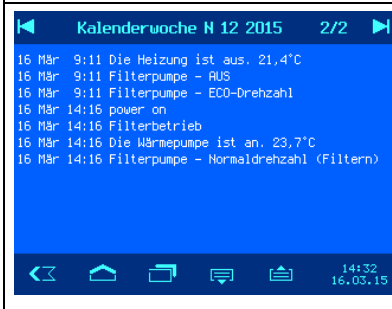 Kalenderwoche N 12 2015 2/2
16 Mär 9:11 Die Heizung ist aus. 21,4°C
16 Mär 9:11 Filterpumpe - AUS
16 Mär 9:11 Filterpumpe - ECO-Drehzahl
16 Mär 14:16 power on
16 Mär 14:16 Filterbetrieb
16 Mär 14:16 Die Wärmepumpe ist an. 23,7°C
16 Mär 14:16 Filterpumpe - Normaldrehzahl (Filtern)
14:32
16.03.15